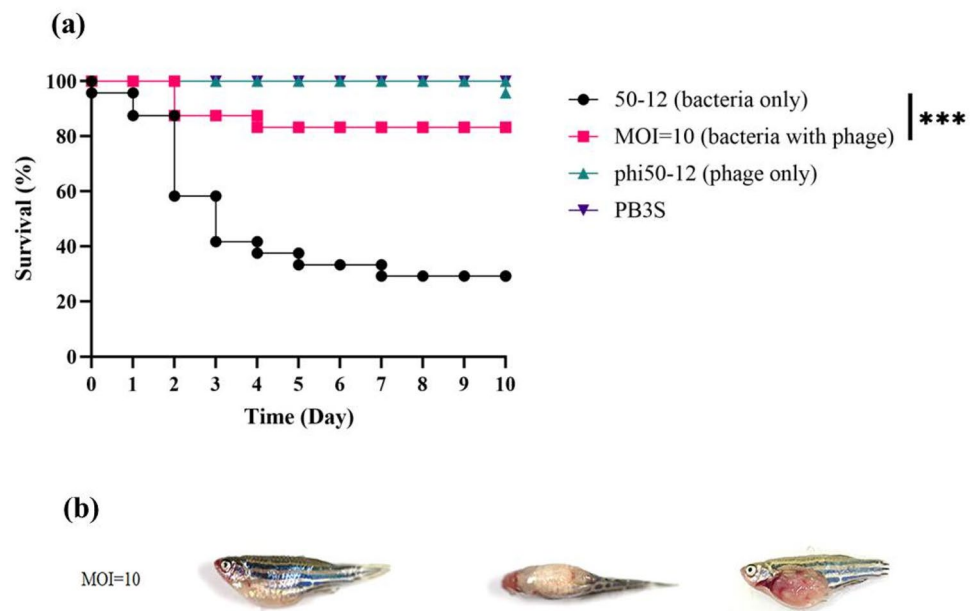 (a)
100
80
60
40
20
0
Survival (%)
0 1 2 3 4 5 6 7 8 9 10
Time (Day)
50-12 (bacteria only)
MOI=10 (bacteria with phage)
phi50-12 (phage only)
PB3S
***
(b)
MOI=10